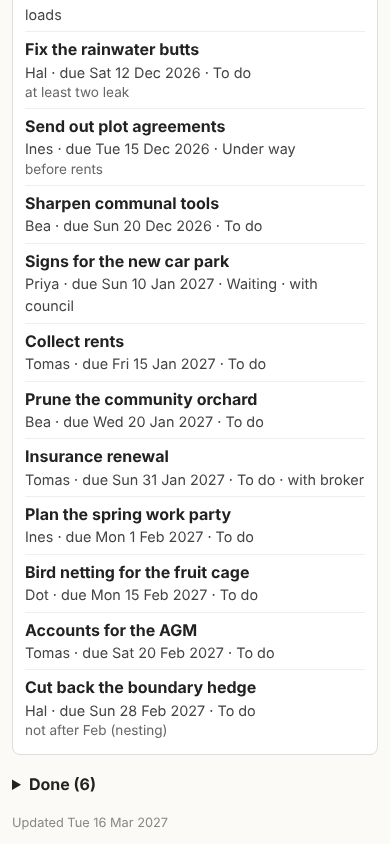 loads
Fix the rainwater butts
Hal · due Sat 12 Dec 2026 · To do
at least two leak
Send out plot agreements
Ines · due Tue 15 Dec 2026 · Under way
before rents
Sharpen communal tools
Bea · due Sun 20 Dec 2026 · To do
Signs for the new car park
Priya · due Sun 10 Jan 2027 · Waiting · with
council
Collect rents
Tomas · due Fri 15 Jan 2027 · To do
Prune the community orchard
Bea · due Wed 20 Jan 2027 · To do
Insurance renewal
Tomas · due Sun 31 Jan 2027 · To do · with broker
Plan the spring work party
Ines · due Mon 1 Feb 2027 · To do
Bird netting for the fruit cage
Dot · due Mon 15 Feb 2027 · To do
Accounts for the AGM
Tomas · due Sat 20 Feb 2027 · To do
Cut back the boundary hedge
Hal · due Sun 28 Feb 2027 · To do
not after Feb (nesting)
Done (6)
Updated Tue 16 Mar 2027